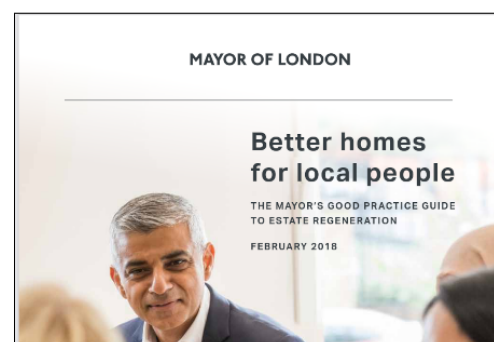 MAYOR OF LONDON
Better homes
for local people
THE MAYOR'S GOOD PRACTICE GUIDE
TO ESTATE REGENERATION
FEBRUARY 2018